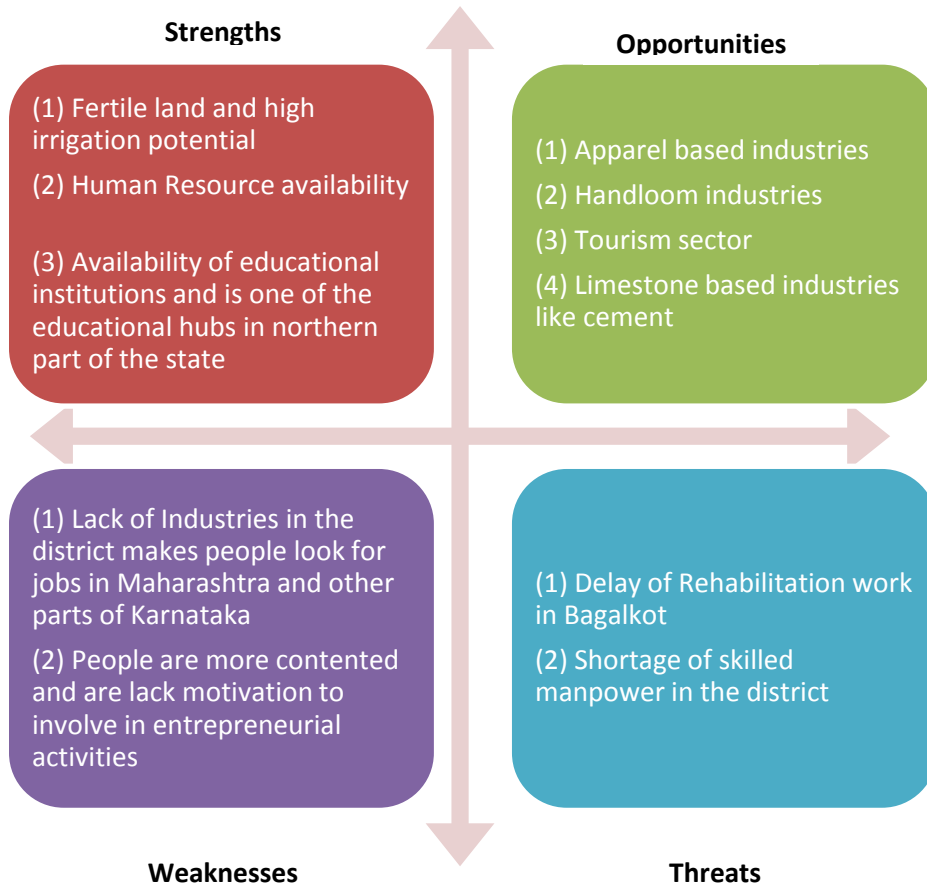 Strengths
(1) Fertile land and high
irrigation potential
(2) Human Resource availability
(3) Availability of educational
institutions and is one of the
educational hubs in northern
part of the state
Opportunities
(1) Apparel based industries
(2) Handloom industries
(3) Tourism sector
(4) Limestone based industries
like cement
(1) Lack of Industries in the
district makes people look for
jobs in Maharashtra and other
parts of Karnataka
(2) People are more contented
and are lack motivation to
involve in entrepreneurial
activities
Weaknesses
(1) Delay of Rehabilitation work
in Bagalkot
(2) Shortage of skilled
manpower in the district
Threats